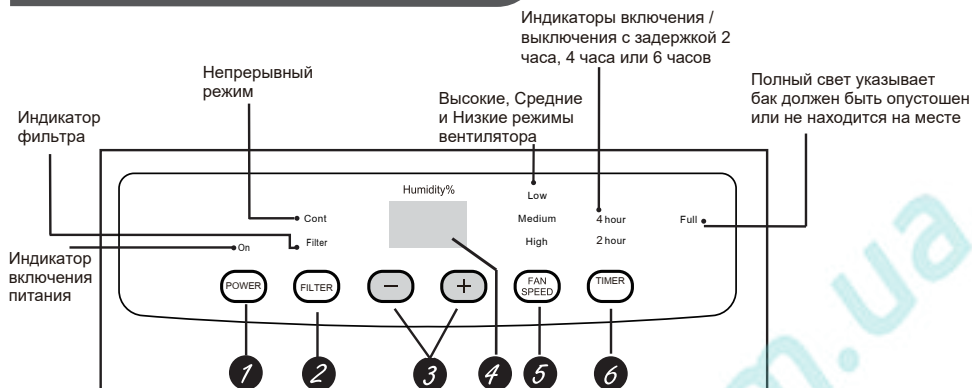 Индикаторы включения /
выключения с задержкой 2
часа, 4 часа или 6 часов
Непрерывный
режим
Высокие, Средние
и Низкие режимы
вентилятора
Полный свет указывает
бак должен быть опустошен
или не находится на месте
Индикатор
фильтра
Humidity%
Low
Cont
Medium
4 hour
Full
Filter
High
2 hour
On
Индикатор
включения
питания
POWER
FILTER
−
+
FAN
SPEED
TIMER
1
2
3
4
5
6
m.ua